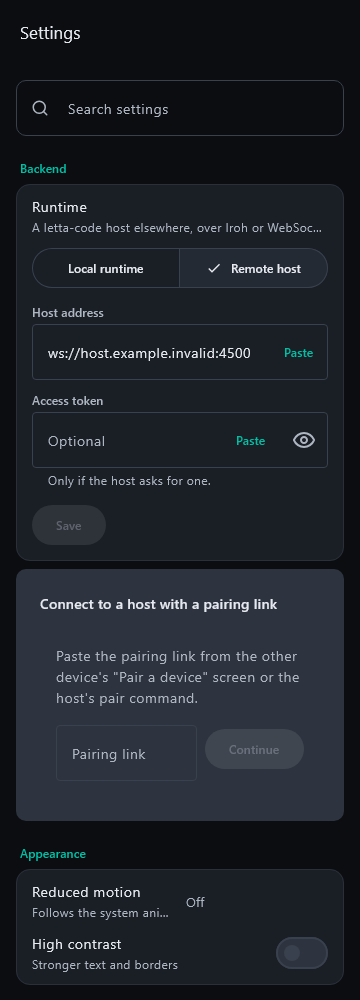 Settings
Search settings
Backend
Runtime
A letta-code host elsewhere, over Iroh or WebSoc...
Local runtime
Remote host
Host address
ws://host.example.invalid:4500
Paste
Access token
Optional
Paste
Only if the host asks for one.
Save
Connect to a host with a pairing link
Paste the pairing link from the other
device's "Pair a device" screen or the
host's pair command.
Pairing link
Continue
Appearance
Reduced motion
Follows the system ani...
Off
High contrast
Stronger text and borders